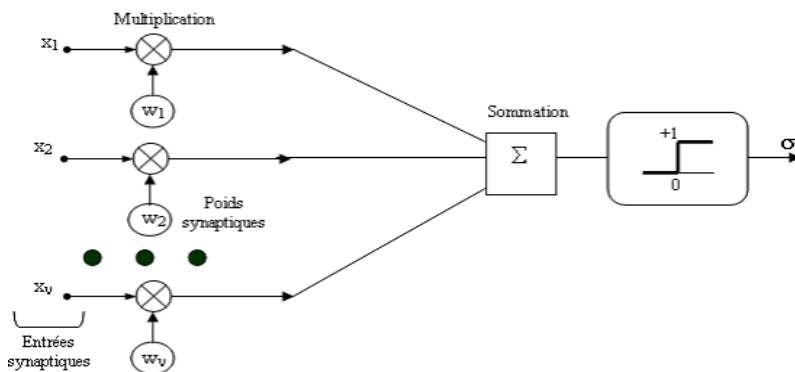 Multiplication
x1
w1
Sommation
Σ
+1
0
σ
x2
w2
Poids
synaptiques
xν
Entrées
synaptiques
wν